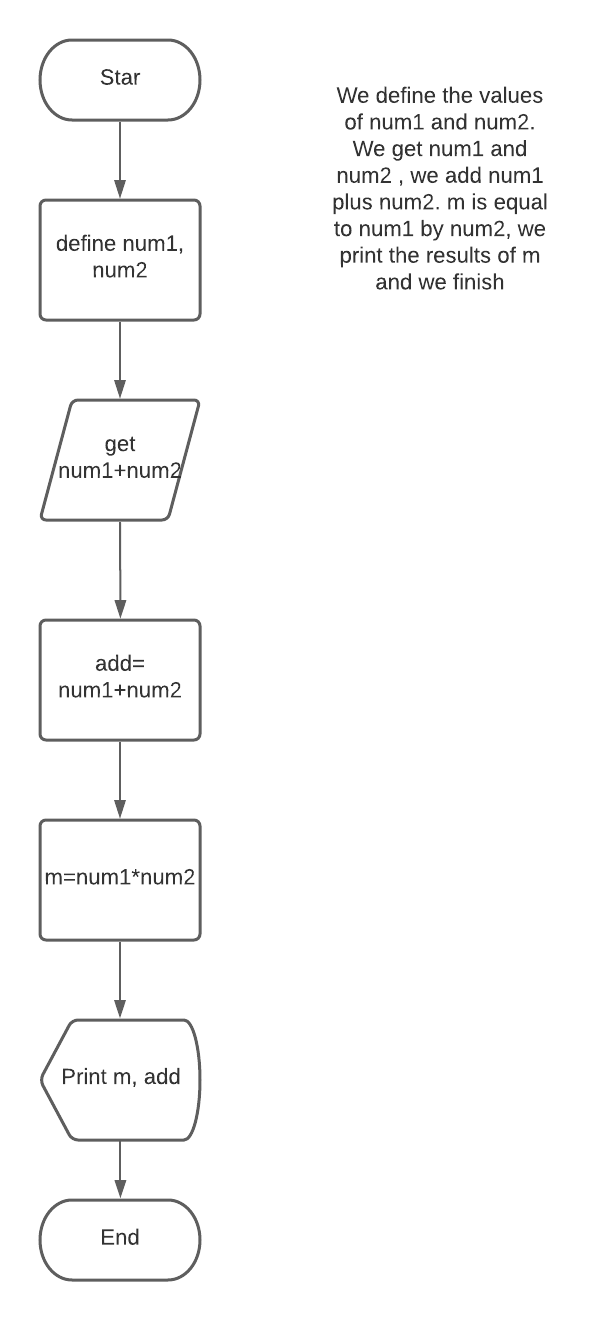 Star
define num1,
num2
get
num1+num2
add=
num1+num2
m=num1*num2
Print m, add
End
We define the values
of num1 and num2.
We get num1 and
num2 , we add num1
plus num2. m is equal
to num1 by num2, we
print the results of m
and we finish